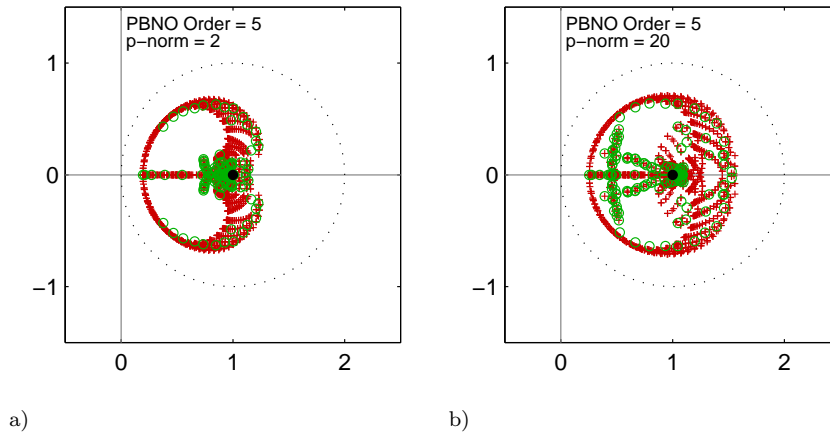 PBNO Order = 5
p−norm = 2
1
0
−1
0
1
2
a)
PBNO Order = 5
p−norm = 20
1
0
−1
0
1
2
b)